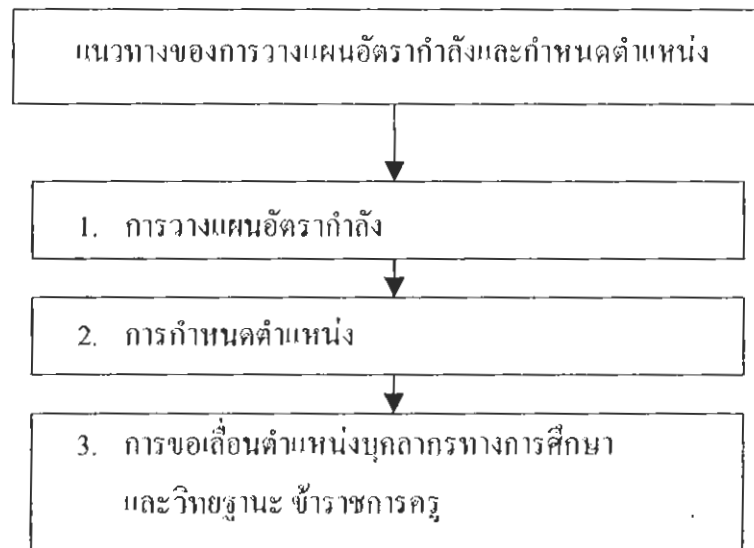 แนวทางของการวางแผนอัตรากำลังและกำหนดตำแหน่ง
1. การวางแผนอัตรากำลัง
2. การกำหนดตำแหน่ง
3. การขอเลื่อนตำแหน่งบุคลากรทางการศึกษา
และวิทยฐานะ ข้าราชการครู